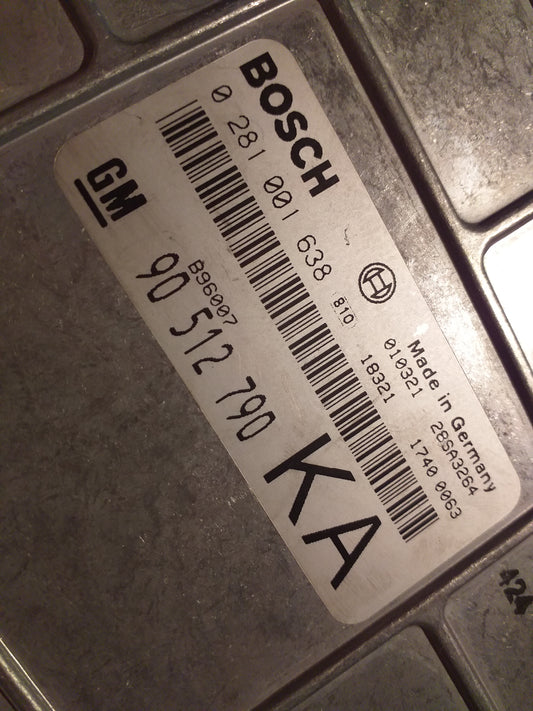 BOSCH
0 281 001 638 810
Made in Germany
010321 28SA3264
18321 1740 0063
GM
B96007
90 512 790 KA
424